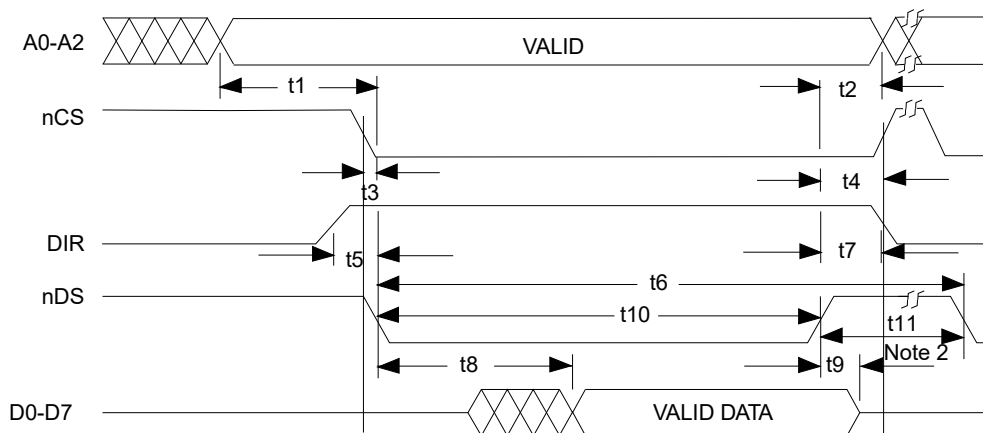 A0-A2
VALID
t1
t2
nCS
t3
t4
DIR
t5
t7
t6
nDS
t10
t11
Note 2
t8
t9
D0-D7
VALID DATA